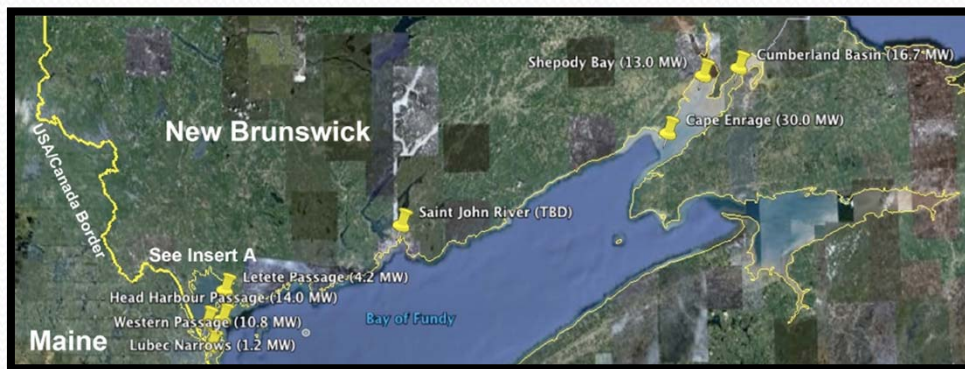 Shepody Bay (13.0 MW)
Cumberland Basin (16.7 MW)
New Brunswick
Cape Enrage (30.0 MW)
USA/Canada Border
Saint John River (TBD)
See Insert A
Letete Passage (4.2 MW)
Head Harbour Passage (14.0 MW)
Western Passage (10.8 MW)
Bay of Fundy
Maine
Lubec Narrows (1.2 MW)